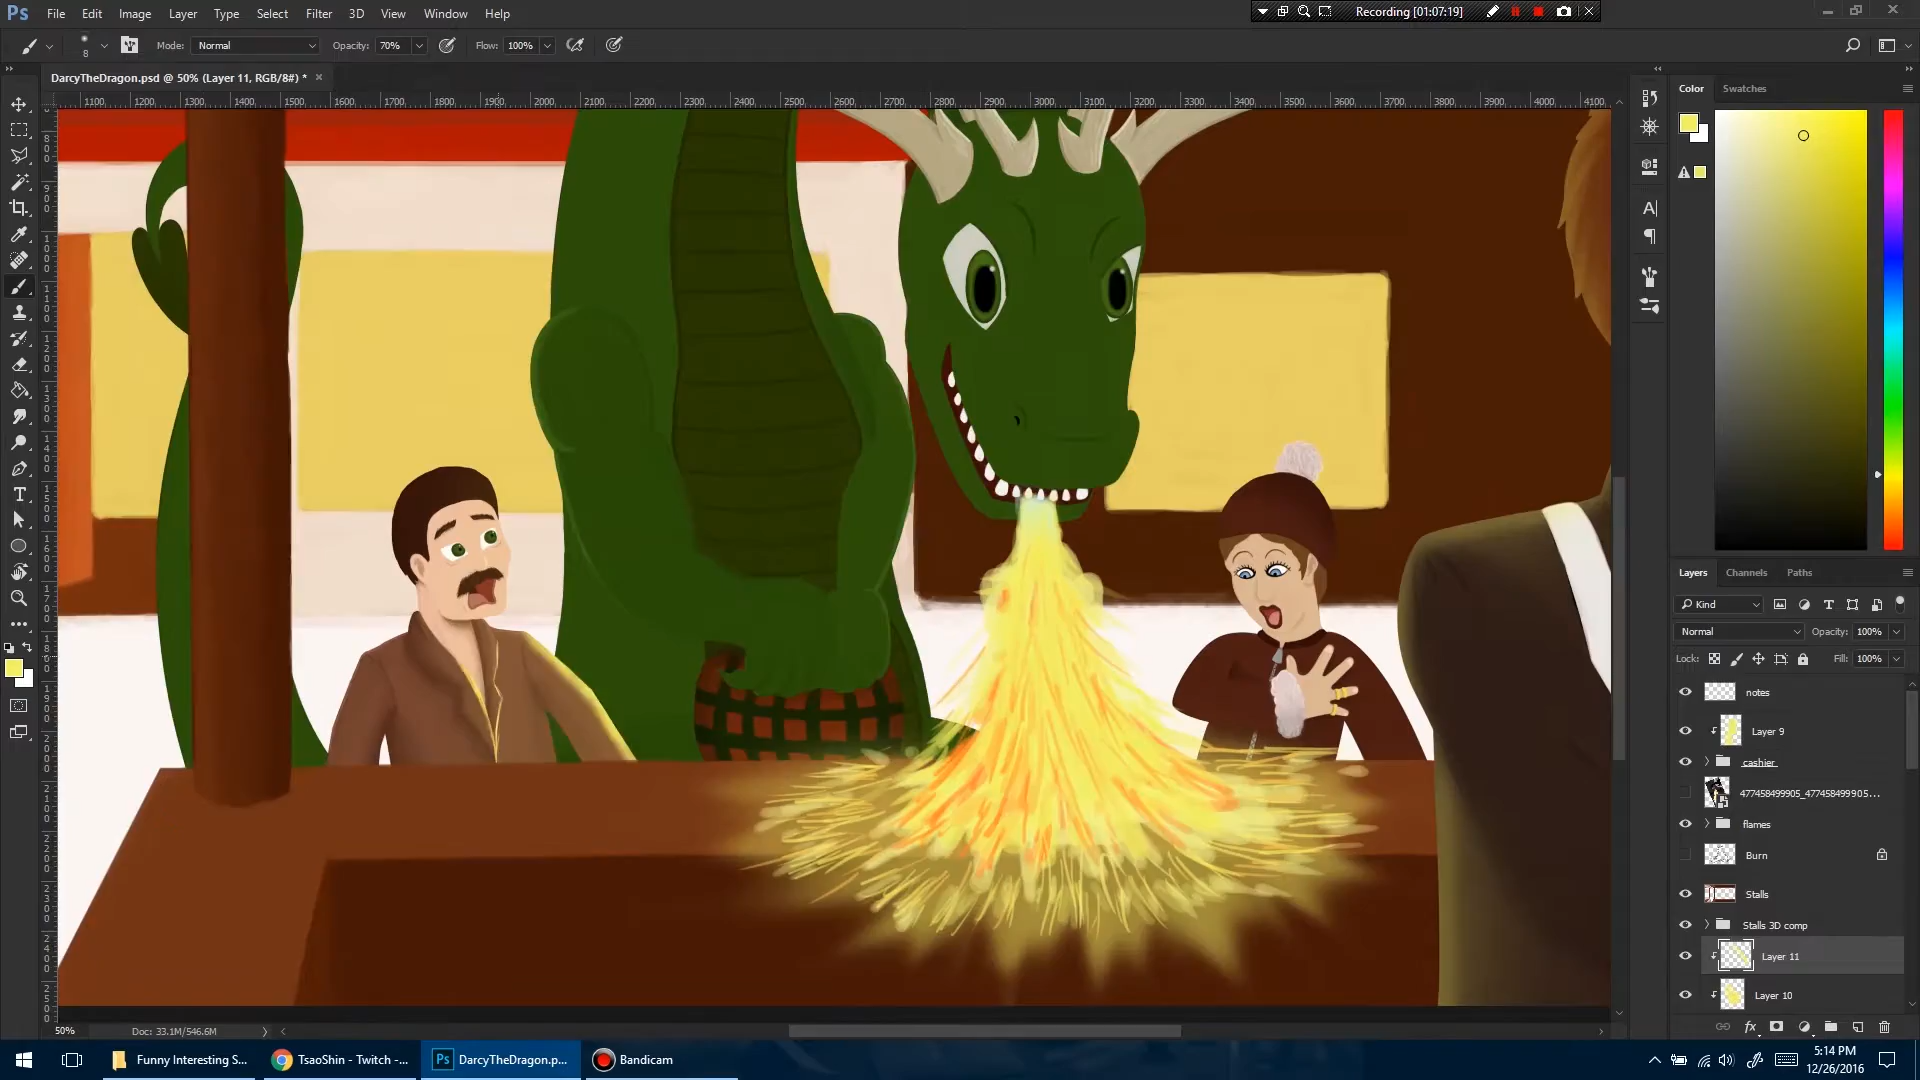 Ps File Edit Image Layer Type Select Filter 3D View Window Help
Recording [01:07:19]
8 Mode: Normal Opacity: 70% Flow: 100%
DarcyTheDragon.psd @ 50% (Layer 11, RGB/8#) *
1100 1200 1300 1400 1500 1600 1700 1800 1900 2000 2100 2200 2300 2400 2500 2600 2700 2800 2900 3000 3100 3200 3300 3400 3500 3600 3700 3800 3900 4000 4100
Color Swatches
Layers Channels Paths
Kind
Normal Opacity: 100%
Lock: Fill: 100%
notes
Layer 9
cashier
477458499905_477458499905...
flames
Burn
Stalls
Stalls 3D comp
Layer 11
Layer 10
50% Doc: 33.1M/546.6M
Funny Interesting S...
TsaoShin - Twitch -...
Ps DarcyTheDragon.p...
Bandicam
5:14 PM
12/26/2016